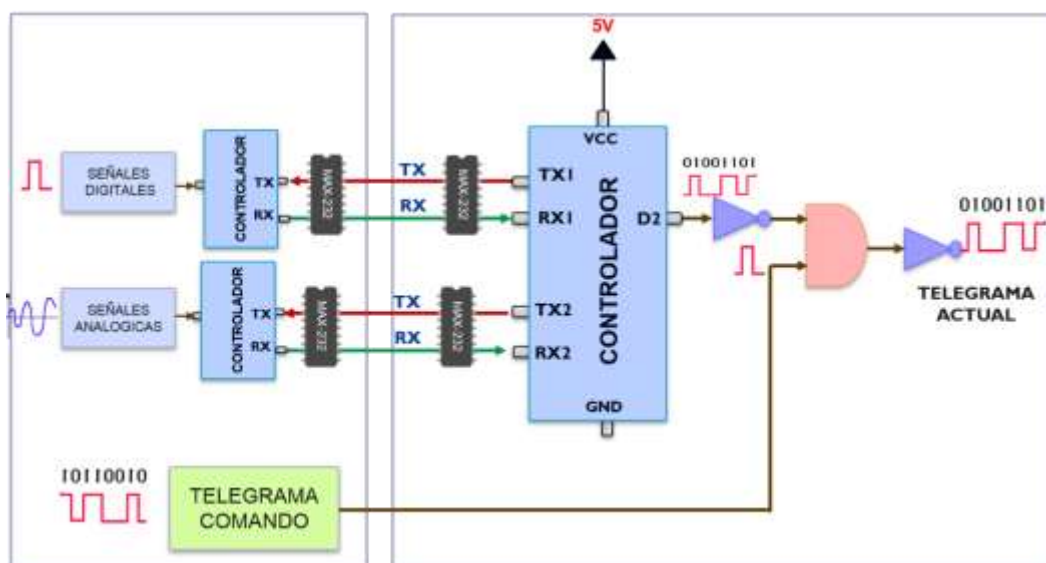 5V
VCC
TX1
RX1
D2
TX2
RX2
GND
CONTROLADOR
SEÑALES
DIGITALES
CONTROLADOR
TX
RX
MAX-232
TX
RX
MAX-232
01001101
01001101
TELEGRAMA
ACTUAL
SEÑALES
ANALOGICAS
CONTROLADOR
TX
RX
MAX-232
TX
RX
MAX-232
10110010
TELEGRAMA
COMANDO